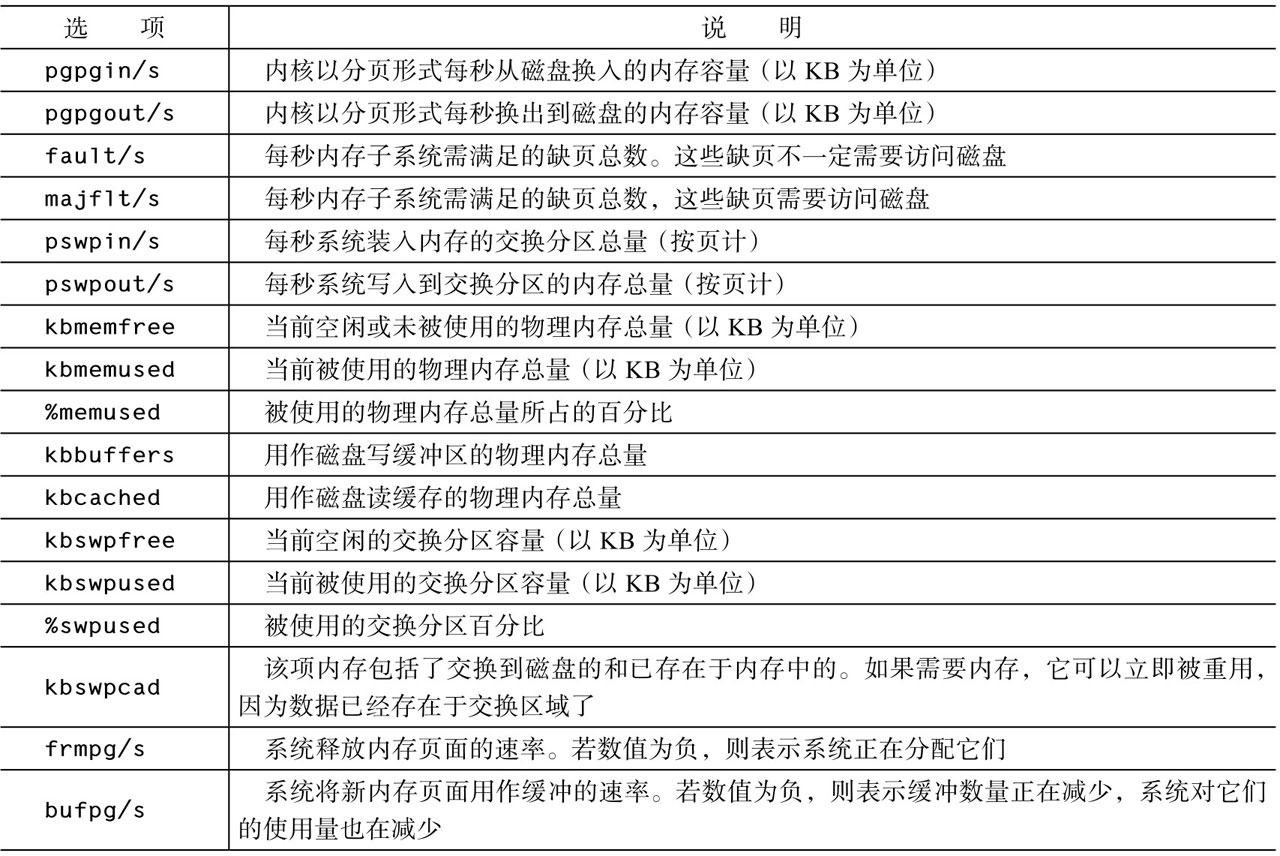 选 项 说 明
pgpgin/s 内核以分页形式每秒从磁盘换入的内存容量（以 KB 为单位）
pgpgout/s 内核以分页形式每秒换出到磁盘的内存容量（以 KB 为单位）
fault/s 每秒内存子系统需满足的缺页总数。这些缺页不一定需要访问磁盘
majflt/s 每秒内存子系统需满足的缺页总数，这些缺页需要访问磁盘
pswpin/s 每秒系统装入内存的交换分区总量（按页计）
pswpout/s 每秒系统写入到交换分区的内存总量（按页计）
kbmemfree 当前空闲或未被使用的物理内存总量（以 KB 为单位）
kbmemused 当前被使用的物理内存总量（以 KB 为单位）
%memused 被使用的物理内存总量所占的百分比
kbbuffers 用作磁盘写缓冲区的物理内存总量
kbcached 用作磁盘读缓存的物理内存总量
kbswpfree 当前空闲的交换分区容量（以 KB 为单位）
kbswpused 当前被使用的交换分区容量（以 KB 为单位）
%swpused 被使用的交换分区百分比
kbswpcad 该项内存包括了交换到磁盘的和已存在于内存中的。如果需要内存，它可以立即被重用，
因为数据已经存在于交换区域了
frmpg/s 系统释放内存页面的速率。若数值为负，则表示系统正在分配它们
bufpg/s 系统将新内存页面用作缓冲的速率。若数值为负，则表示缓冲数量正在减少，系统对它们
的使用量也在减少